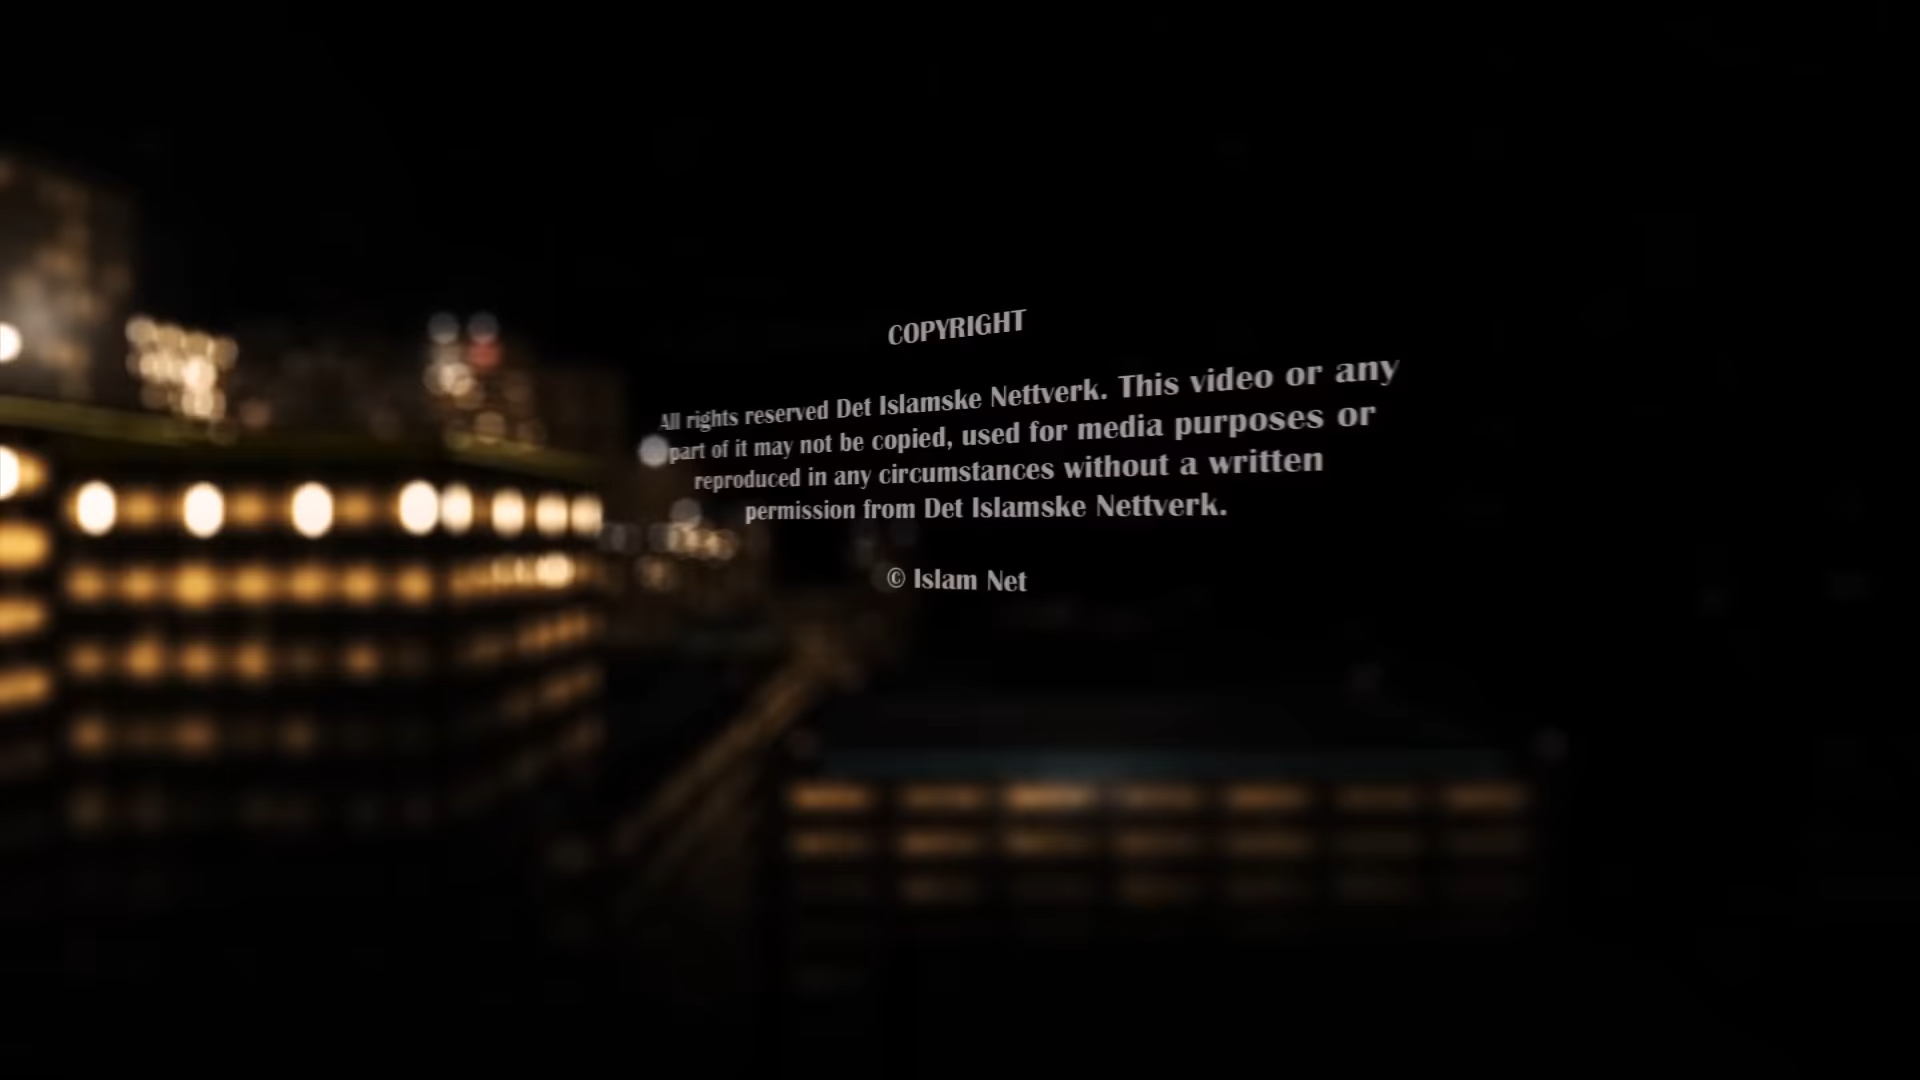 COPYRIGHT
All rights reserved Det Islamske Nettverk. This video or any
part of it may not be copied, used for media purposes or
reproduced in any circumstances without a written
permission from Det Islamske Nettverk.
© Islam Net